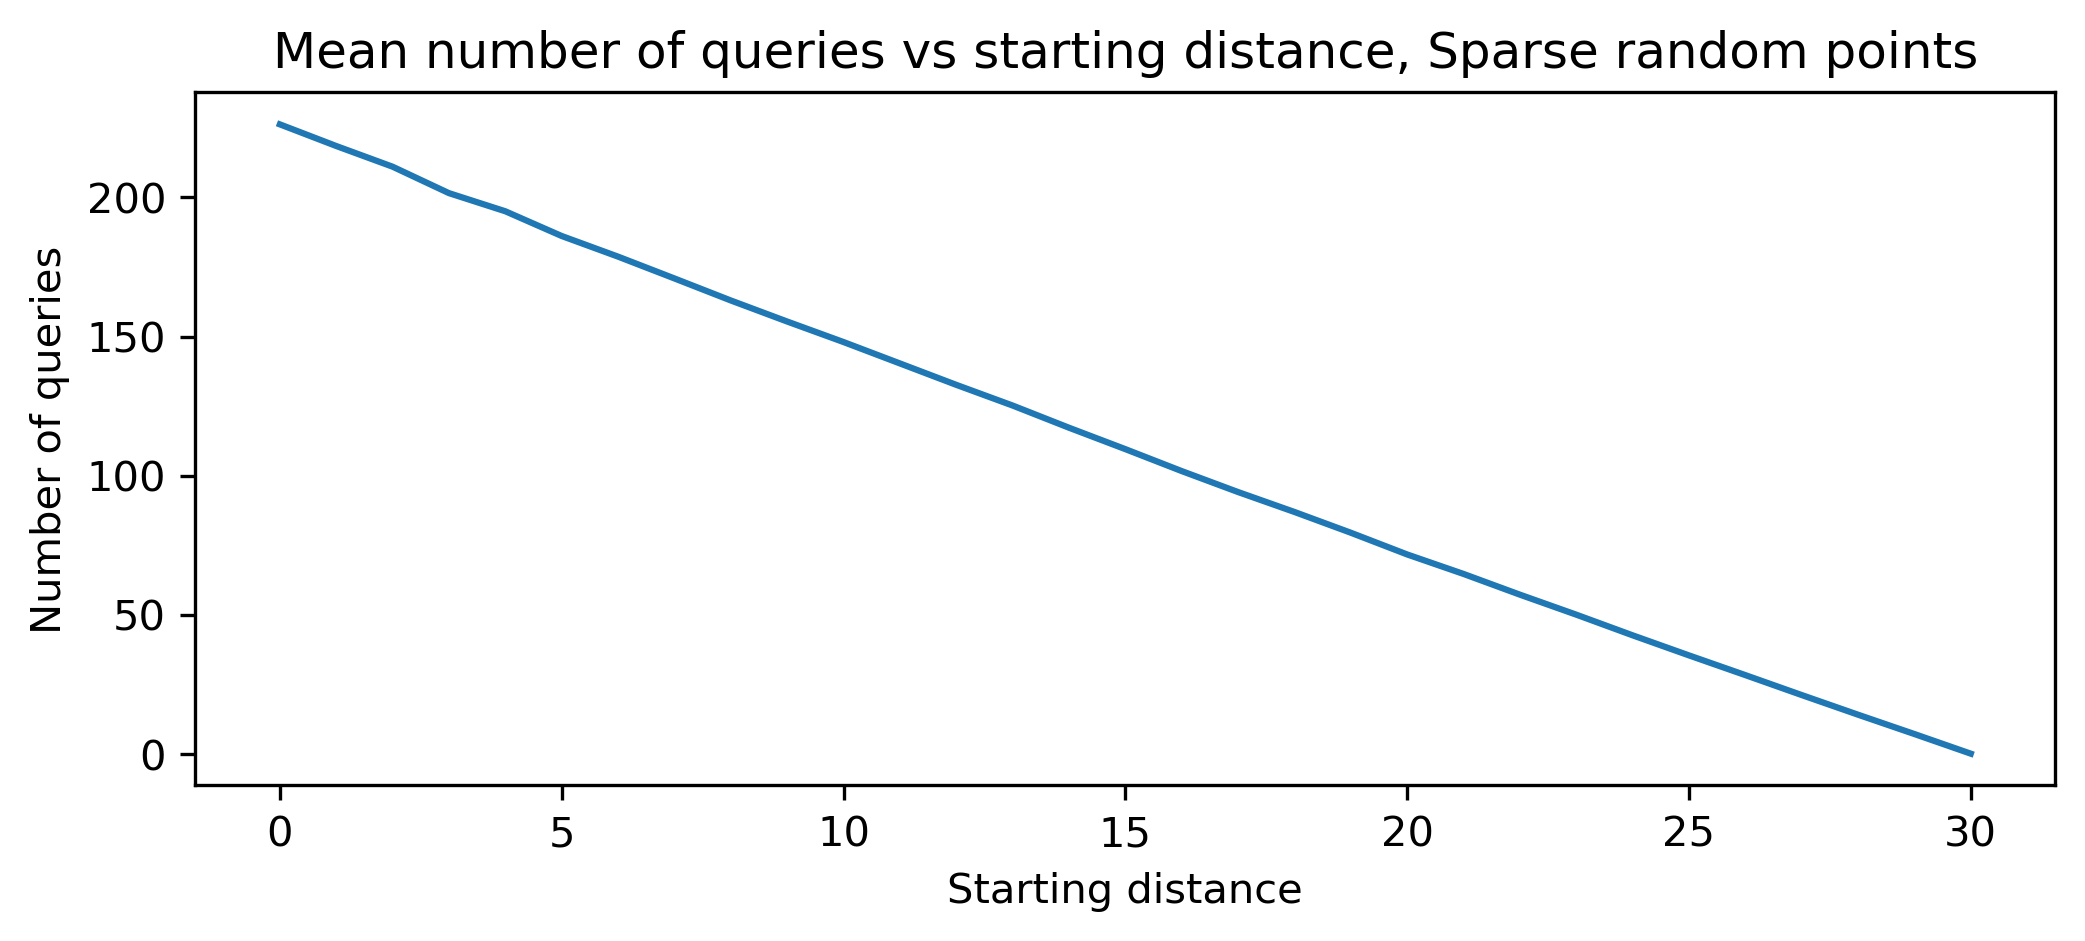 Mean number of queries vs starting distance, Sparse random points
Number of queries
200
150
100
50
0
0 5 10 15 20 25 30
Starting distance